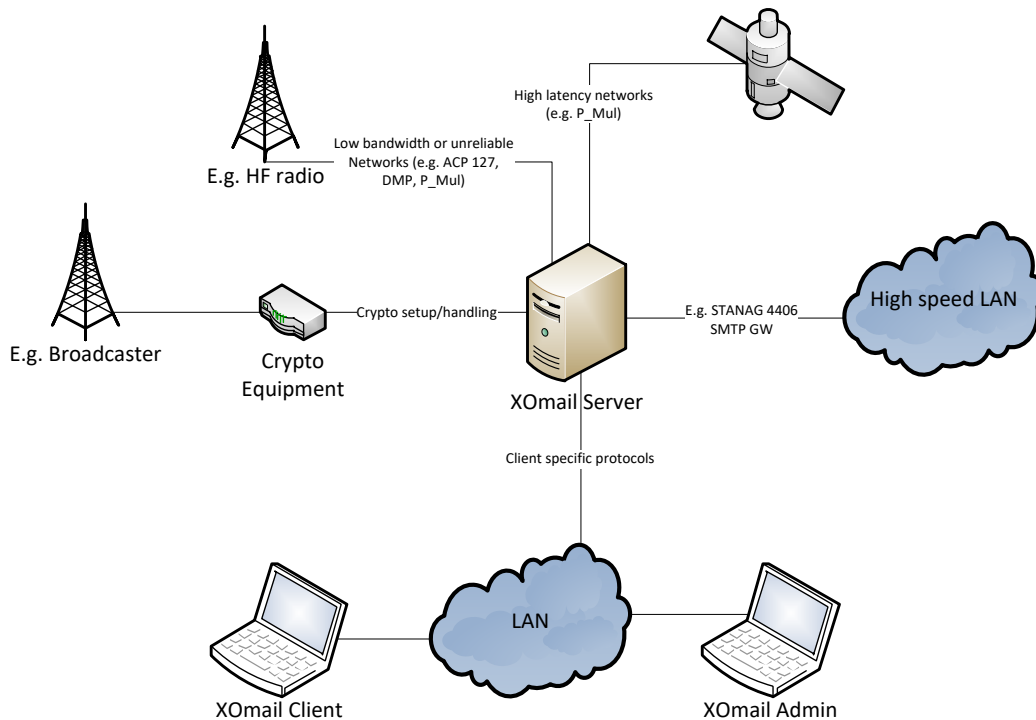 High latency networks
(e.g. P_Mul)
Low bandwidth or unreliable
Networks (e.g. ACP 127,
DMP, P_Mul)
E.g. HF radio
E.g. STANAG 4406
SMTP GW
High speed LAN
Crypto setup/handling
E.g. Broadcaster
Crypto
Equipment
XOmail Server
Client specific protocols
LAN
XOmail Client
XOmail Admin